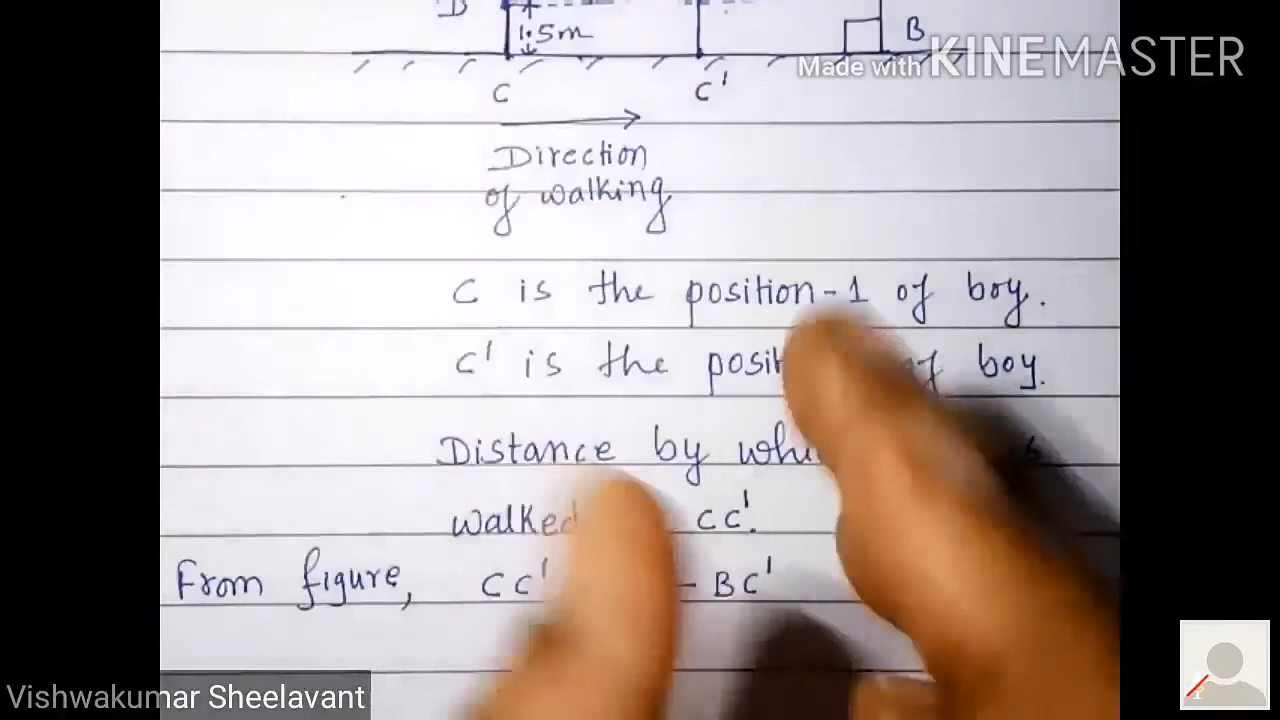 1.5m
B
Made with KINEMASTER
C C'
Direction
of walking
C is the position-1 of boy.
C' is the of boy.
Distance by
walked CC'.
From figure, CC' - BC'
Vishwakumar Sheelavant